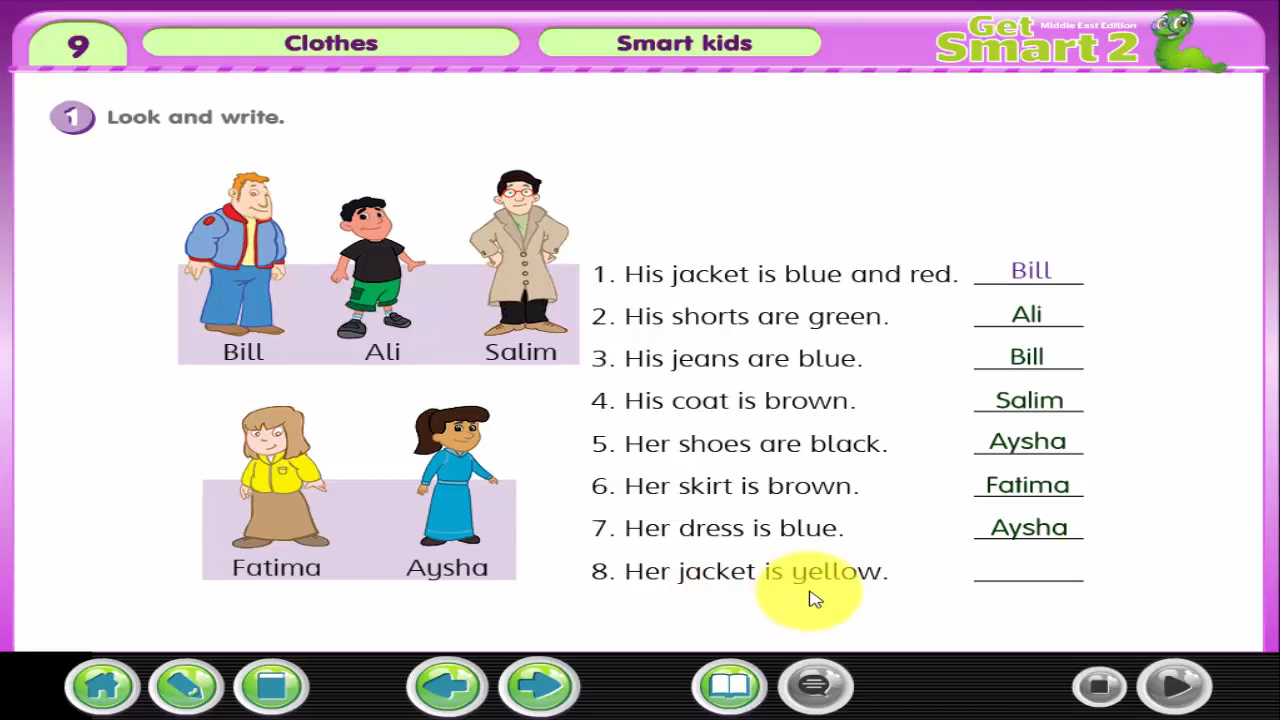 9
Clothes
Smart kids
Get Middle East Edition
Smart 2
1 Look and write.
Bill
Ali
Salim
Fatima
Aysha
1. His jacket is blue and red. Bill
2. His shorts are green. Ali
3. His jeans are blue. Bill
4. His coat is brown. Salim
5. Her shoes are black. Aysha
6. Her skirt is brown. Fatima
7. Her dress is blue. Aysha
8. Her jacket is yellow.